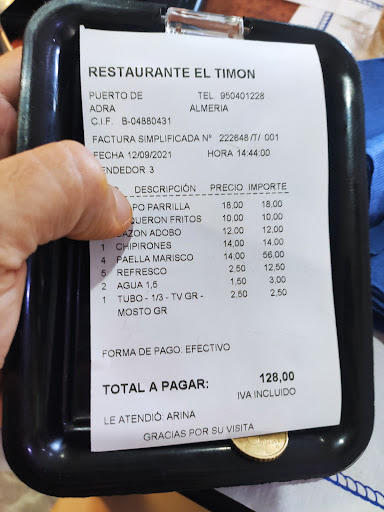 RESTAURANTE EL TIMON
PUERTO DE TEL. 950401228
ADRA ALMERIA
C.I.F. B-04880431
FACTURA SIMPLIFICADA Nº 222648 /T/ 001
FECHA 12/09/2021 HORA 14:44:00
ENDEDOR 3
DESCRIPCIÓN PRECIO IMPORTE
PO PARRILLA 18,00 18,00
QUERON FRITOS 10,00 10,00
CAZON ADOBO 12,00 12,00
1 CHIPIRONES 14,00 14,00
4 PAELLA MARISCO 14,00 56,00
5 REFRESCO 2,50 12,50
2 AGUA 1,5 1,50 3,00
1 TUBO - 1/3 - TV GR - 2,50 2,50
MOSTO GR
FORMA DE PAGO: EFECTIVO
TOTAL A PAGAR: 128,00
IVA INCLUIDO
LE ATENDIÓ: ARINA
GRACIAS POR SU VISITA